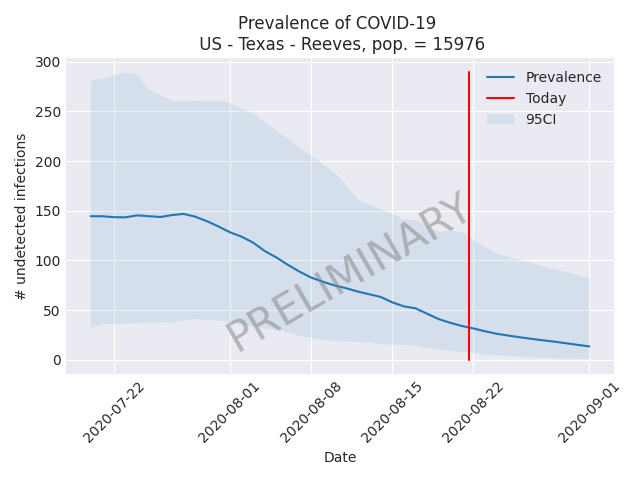 Prevalence of COVID-19
US - Texas - Reeves, pop. = 15976
300
250
200
150
100
50
0
# undetected infections
Prevalence
Today
95CI
PRELIMINARY
2020-07-22
2020-08-01
2020-08-08
2020-08-15
2020-08-22
2020-09-01
Date